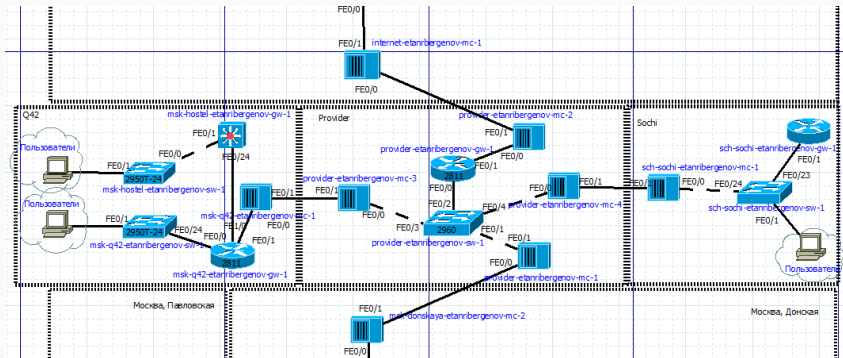 FE0/0
FE0/1
internet-etanribergenov-mc-1
FE0/0
Q42
msk-hostel-etanribergenov-gw-1
Provider
provider-etanribergenov-mc-2
Sochi
FE0/1
FE0/1
FE0/0
sch-sochi-etanribergenov-gw-1
Пользователи
FE0/0
FE0/24
provider-etanribergenov-gw-1
FE0/1
FE0/1
FE0/1
2950T-24
msk-hostel-etanribergenov-sw-1
provider-etanribergenov-mc-3
2811
sch-sochi-etanribergenov-mc-1
FE0/23
FE0/0
FE0/0
FE0/1
FE0/0
FE0/24
Пользователи
FE0/1
FE0/1
FE0/2
FE0/4
provider-etanribergenov-mc-4
sch-sochi-etanribergenov-sw-1
FE0/1
2950T-24
FE0/24
msk-q42-etanribergenov-mc-1
FE0/0
FE0/0
FE0/3
2960
FE0/1
msk-q42-etanribergenov-sw-1
FE0/1
provider-etanribergenov-sw-1
FE0/1
2811
FE0/0
Пользователи
msk-q42-etanribergenov-gw-1
provider-etanribergenov-mc-1
Москва, Павловская
FE0/1
msk-donskaya-etanribergenov-mc-2
Москва, Донская
FE0/0